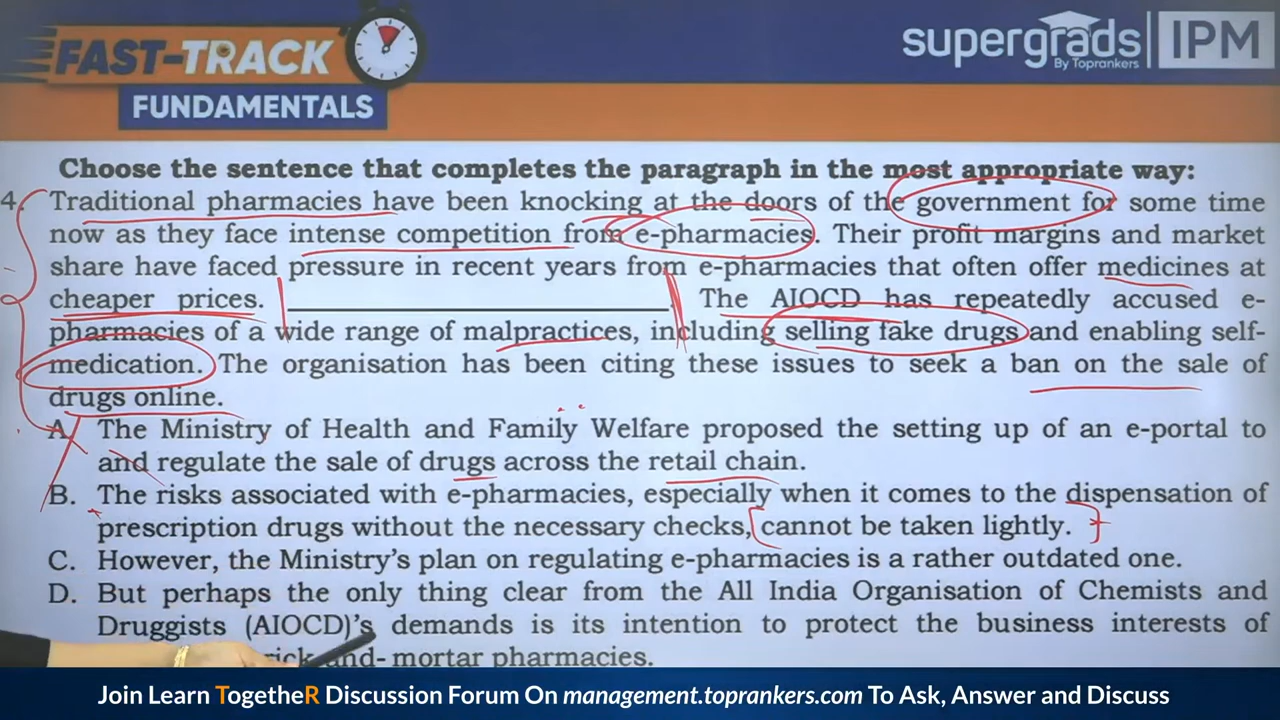 FAST-TRACK
FUNDAMENTALS
supergrads IPM
By Toprankers
Choose the sentence that completes the paragraph in the most appropriate way:
4. Traditional pharmacies have been knocking at the doors of the government for some time
now as they face intense competition from e-pharmacies. Their profit margins and market
share have faced pressure in recent years from e-pharmacies that often offer medicines at
cheaper prices. The AIOCD has repeatedly accused e-
pharmacies of a wide range of malpractices, including selling fake drugs and enabling self-
medication. The organisation has been citing these issues to seek a ban on the sale of
drugs online.
A. The Ministry of Health and Family Welfare proposed the setting up of an e-portal to
and regulate the sale of drugs across the retail chain.
B. The risks associated with e-pharmacies, especially when it comes to the dispensation of
prescription drugs without the necessary checks, cannot be taken lightly.
C. However, the Ministry's plan on regulating e-pharmacies is a rather outdated one.
D. But perhaps the only thing clear from the All India Organisation of Chemists and
Druggists (AIOCD)'s demands is its intention to protect the business interests of
mortar pharmacies.
Join Learn TogetheR Discussion Forum On management.toprankers.com To Ask, Answer and Discuss